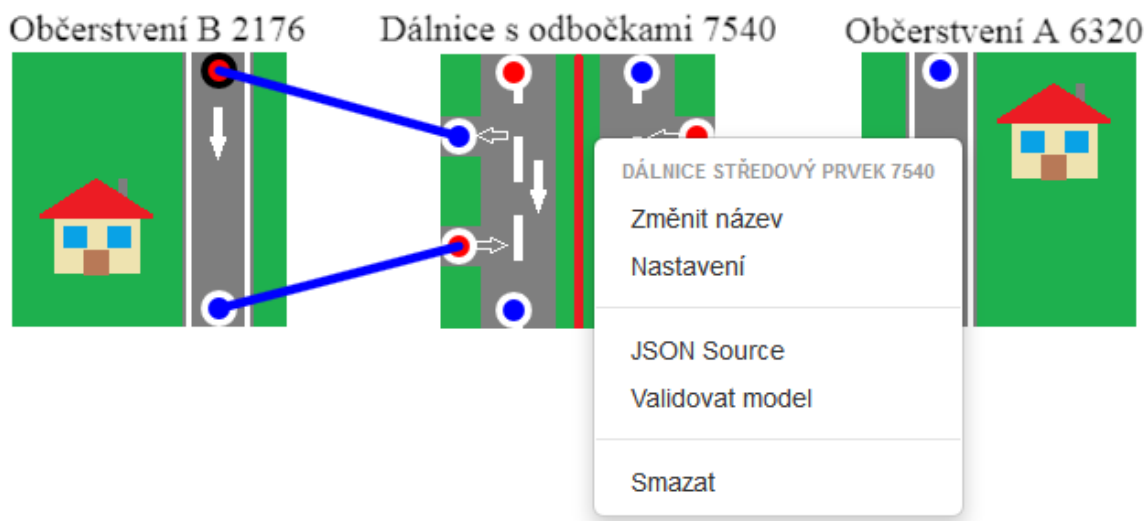 Občerstvení B 2176
Dálnice s odbočkami 7540
Občerstvení A 6320
DÁLNICE STŘEDOVÝ PRVEK 7540
Změnit název
Nastavení
JSON Source
Validovat model
Smazat